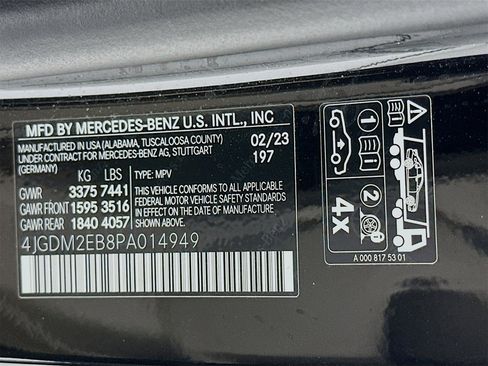 MFD BY MERCEDES-BENZ U.S. INTL., INC
MANUFACTURED IN USA (ALABAMA, TUSCALOOSA COUNTY)
UNDER CONTRACT FOR MERCEDES-BENZ AG, STUTTGART
(GERMANY)
02/23
197
KG LBS
TYPE: MPV
GWR 3375 7441
GAWR FRONT 1595 3516
GAWR REAR 1840 4057
THIS VEHICLE CONFORMS TO ALL APPLICABLE
FEDERAL MOTOR VEHICLE SAFETY STANDARDS IN
EFFECT ON THE DATE OF MANUFACTURE SHOWN ABOVE.
4JGDM2EB8PA014949
1
2
4x
A 000 817 53 01